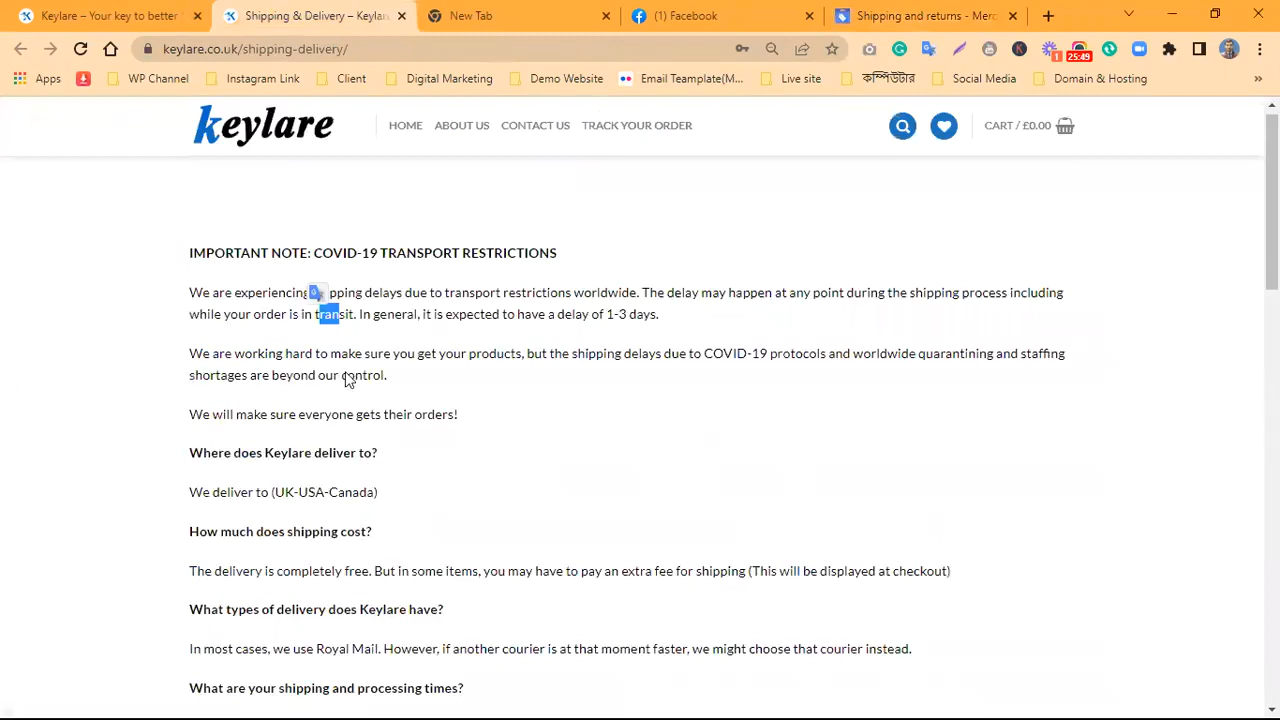 Keylare – Your key to better
Shipping & Delivery – Keylare
New Tab
(1) Facebook
Shipping and returns - Merc
keylare.co.uk/shipping-delivery/
1
25:49
Apps
WP Channel
Instagram Link
Client
Digital Marketing
Demo Website
Email Teamplate(M...
Live site
কম্পিউটার
Social Media
Domain & Hosting
»
keylare
HOME
ABOUT US
CONTACT US
TRACK YOUR ORDER
CART / £0.00
IMPORTANT NOTE: COVID-19 TRANSPORT RESTRICTIONS
We are experiencing pping delays due to transport restrictions worldwide. The delay may happen at any point during the shipping process including
while your order is in transit. In general, it is expected to have a delay of 1-3 days.
We are working hard to make sure you get your products, but the shipping delays due to COVID-19 protocols and worldwide quarantining and staffing
shortages are beyond our control.
We will make sure everyone gets their orders!
Where does Keylare deliver to?
We deliver to (UK-USA-Canada)
How much does shipping cost?
The delivery is completely free. But in some items, you may have to pay an extra fee for shipping (This will be displayed at checkout)
What types of delivery does Keylare have?
In most cases, we use Royal Mail. However, if another courier is at that moment faster, we might choose that courier instead.
What are your shipping and processing times?